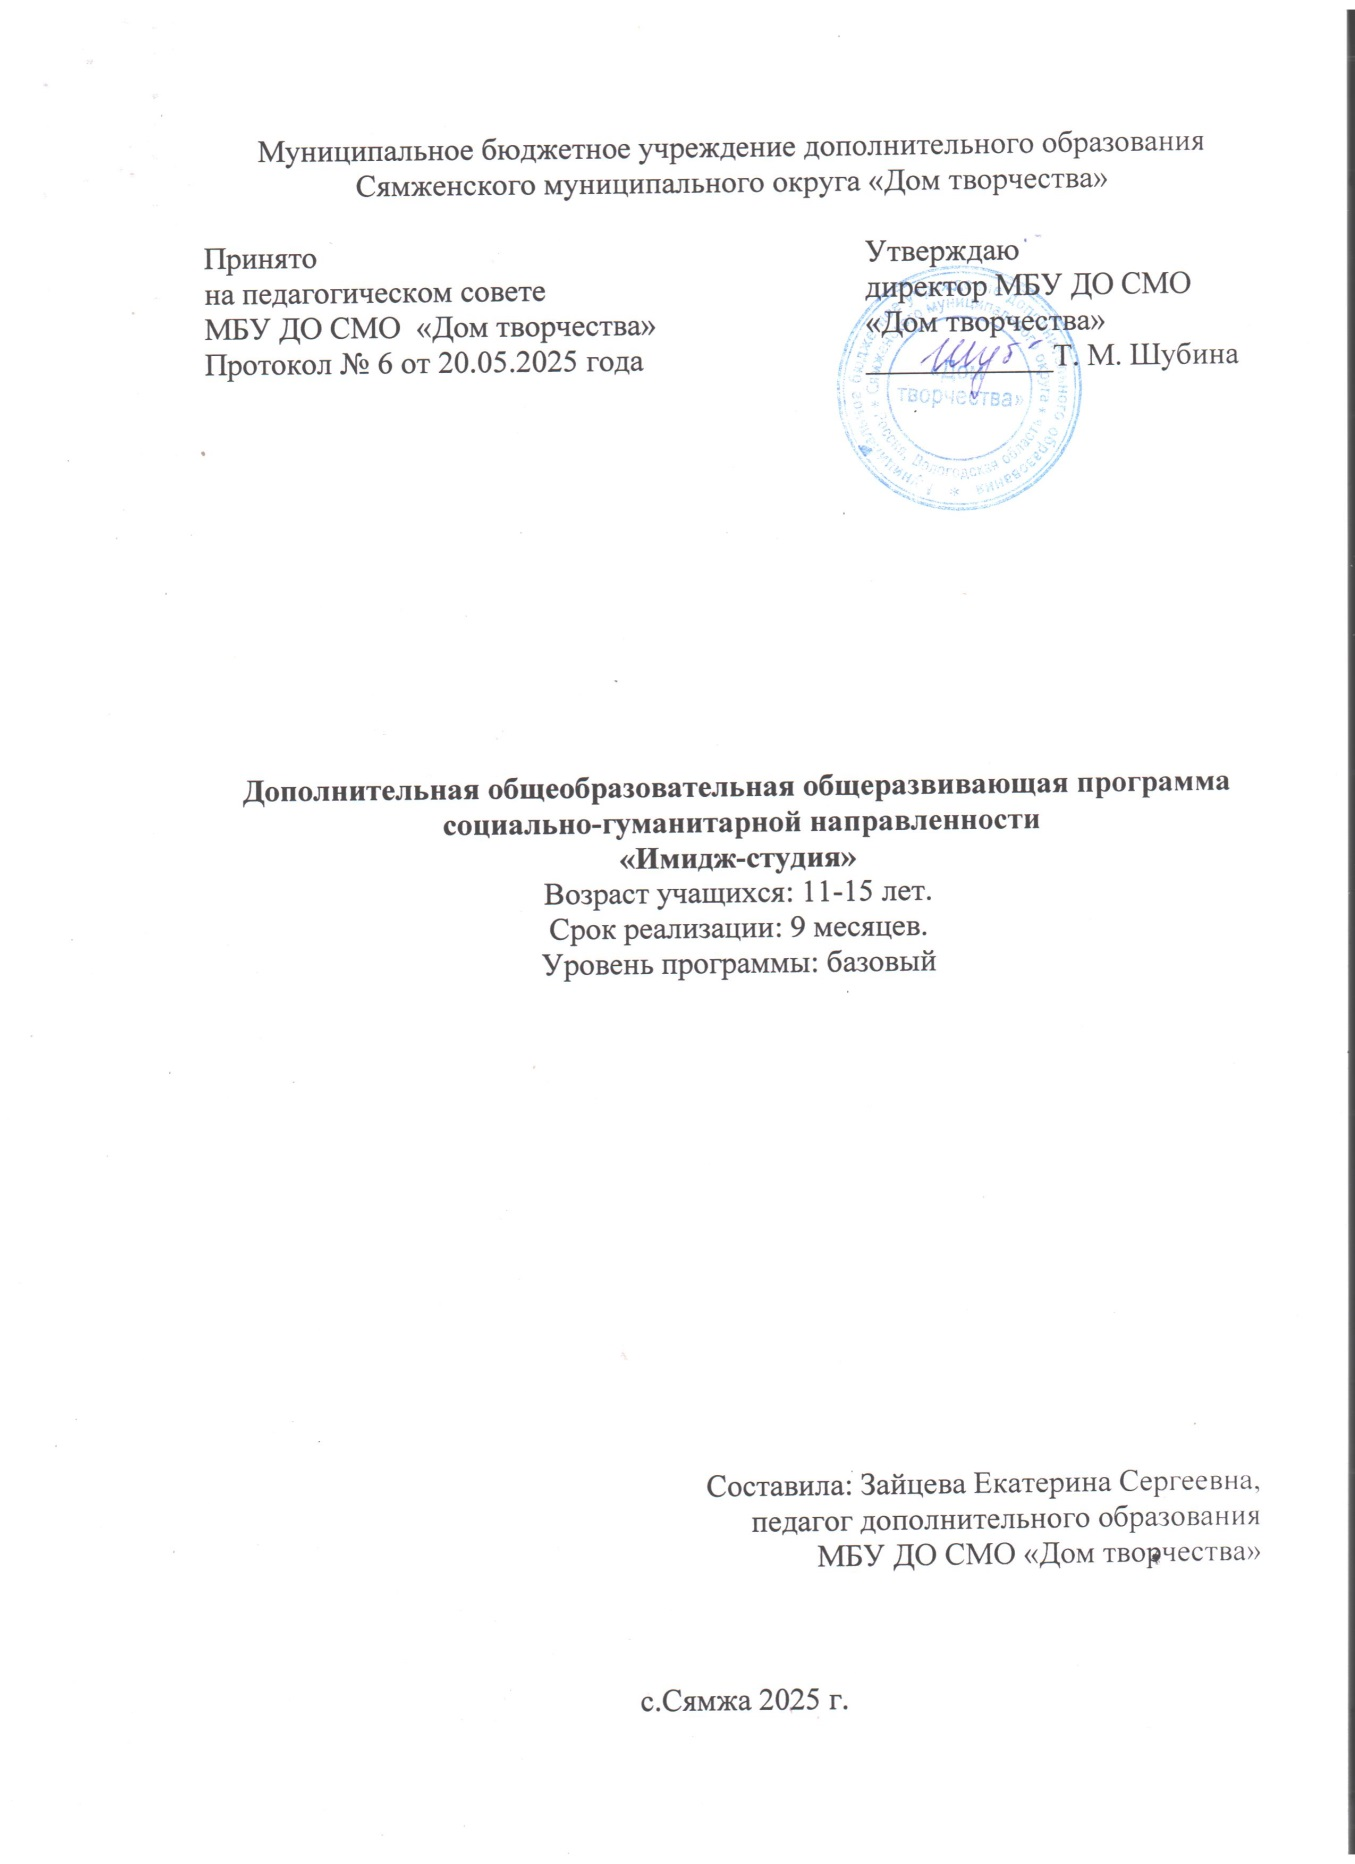 Муниципальное бюджетное учреждение дополнительного образования
Сямженского муниципального округа «Дом творчества»
Принято
на педагогическом совете
МБУ ДО СМО «Дом творчества»
Протокол № 6 от 20.05.2025 года
Утверждаю
директор МБУ ДО СМО
«Дом творчества»
Т. М. Шубина
«Дом
творчества»
Дополнительная общеобразовательная общеразвивающая программа
социально-гуманитарной направленности
«Имидж-студия»
Возраст учащихся: 11-15 лет.
Срок реализации: 9 месяцев.
Уровень программы: базовый
Составила: Зайцева Екатерина Сергеевна,
педагог дополнительного образования
МБУ ДО СМО «Дом творчества»
с.Сямжа 2025 г.